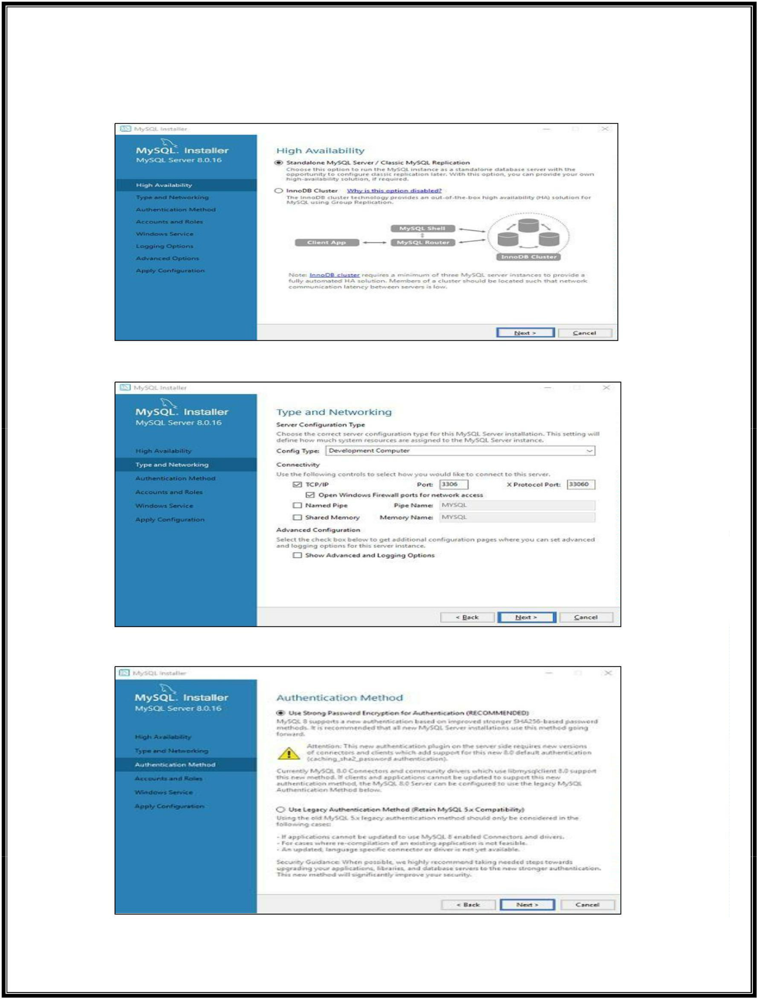 MySQL Installer
MySQL. Installer
MySQL Server 8.0.16
High Availability
Type and Networking
Authentication Method
Accounts and Roles
Windows Service
Logging Options
Advanced Options
Apply Configuration
High Availability
Standalone MySQL Server / Classic MySQL Replication
Choose this option to run the MySQL instance as a standalone database server with the
opportunity to configure classic replication later. With this option, you can provide your own
high-availability solution, if required.
InnoDB Cluster Why is this option disabled?
The InnoDB cluster technology provides an out-of-the-box high availability (HA) solution for
MySQL using Group Replication.
MySQL Shell
Client App
MySQL Router
InnoDB Cluster
Note: InnoDB cluster requires a minimum of three MySQL server instances to provide a
fully automated HA solution. Members of a cluster should be located such that network
communication latency between servers is low.
Next >
Cancel
MySQL Installer
MySQL. Installer
MySQL Server 8.0.16
High Availability
Type and Networking
Authentication Method
Accounts and Roles
Windows Service
Apply Configuration
Type and Networking
Server Configuration Type
Choose the correct server configuration type for this MySQL Server installation. This setting will
define how much system resources are assigned to the MySQL Server instance.
Config Type: Development Computer
Connectivity
Use the following controls to select how you would like to connect to this server.
TCP/IP Port: 3306 X Protocol Port: 33060
Open Windows Firewall ports for network access
Named Pipe Pipe Name: MYSQL
Shared Memory Memory Name: MYSQL
Advanced Configuration
Select the check box below to get additional configuration pages where you can set advanced
and logging options for this server instance.
Show Advanced and Logging Options
< Back
Next >
Cancel
MySQL Installer
MySQL. Installer
MySQL Server 8.0.16
High Availability
Type and Networking
Authentication Method
Accounts and Roles
Windows Service
Apply Configuration
Authentication Method
Use Strong Password Encryption for Authentication (RECOMMENDED)
MySQL 8 supports a new authentication based on improved stronger SHA256-based password
methods. It is recommended that all new MySQL Server installations use this method going
forward.
Attention: This new authentication plugin on the server side requires new versions
of connectors and clients which add support for this new 8.0 default authentication
(caching_sha2_password authentication).
Currently MySQL 8.0 Connectors and community drivers which use libmysqlclient 8.0 support
this new method. If clients and applications cannot be updated to support this new
authentication method, the MySQL 8.0 Server can be configured to use the legacy MySQL
Authentication Method below.
Use Legacy Authentication Method (Retain MySQL 5.x Compatibility)
Using the old MySQL 5.x legacy authentication method should only be considered in the
following cases:
- If applications cannot be updated to use MySQL 8 enabled Connectors and drivers.
- For cases where re-compilation of an existing application is not feasible.
- An updated, language specific connector or driver is not yet available.
Security Guidance: When possible, we highly recommend taking needed steps towards
upgrading your applications, libraries, and database servers to the new stronger authentication.
This new method will significantly improve your security.
< Back
Next >
Cancel